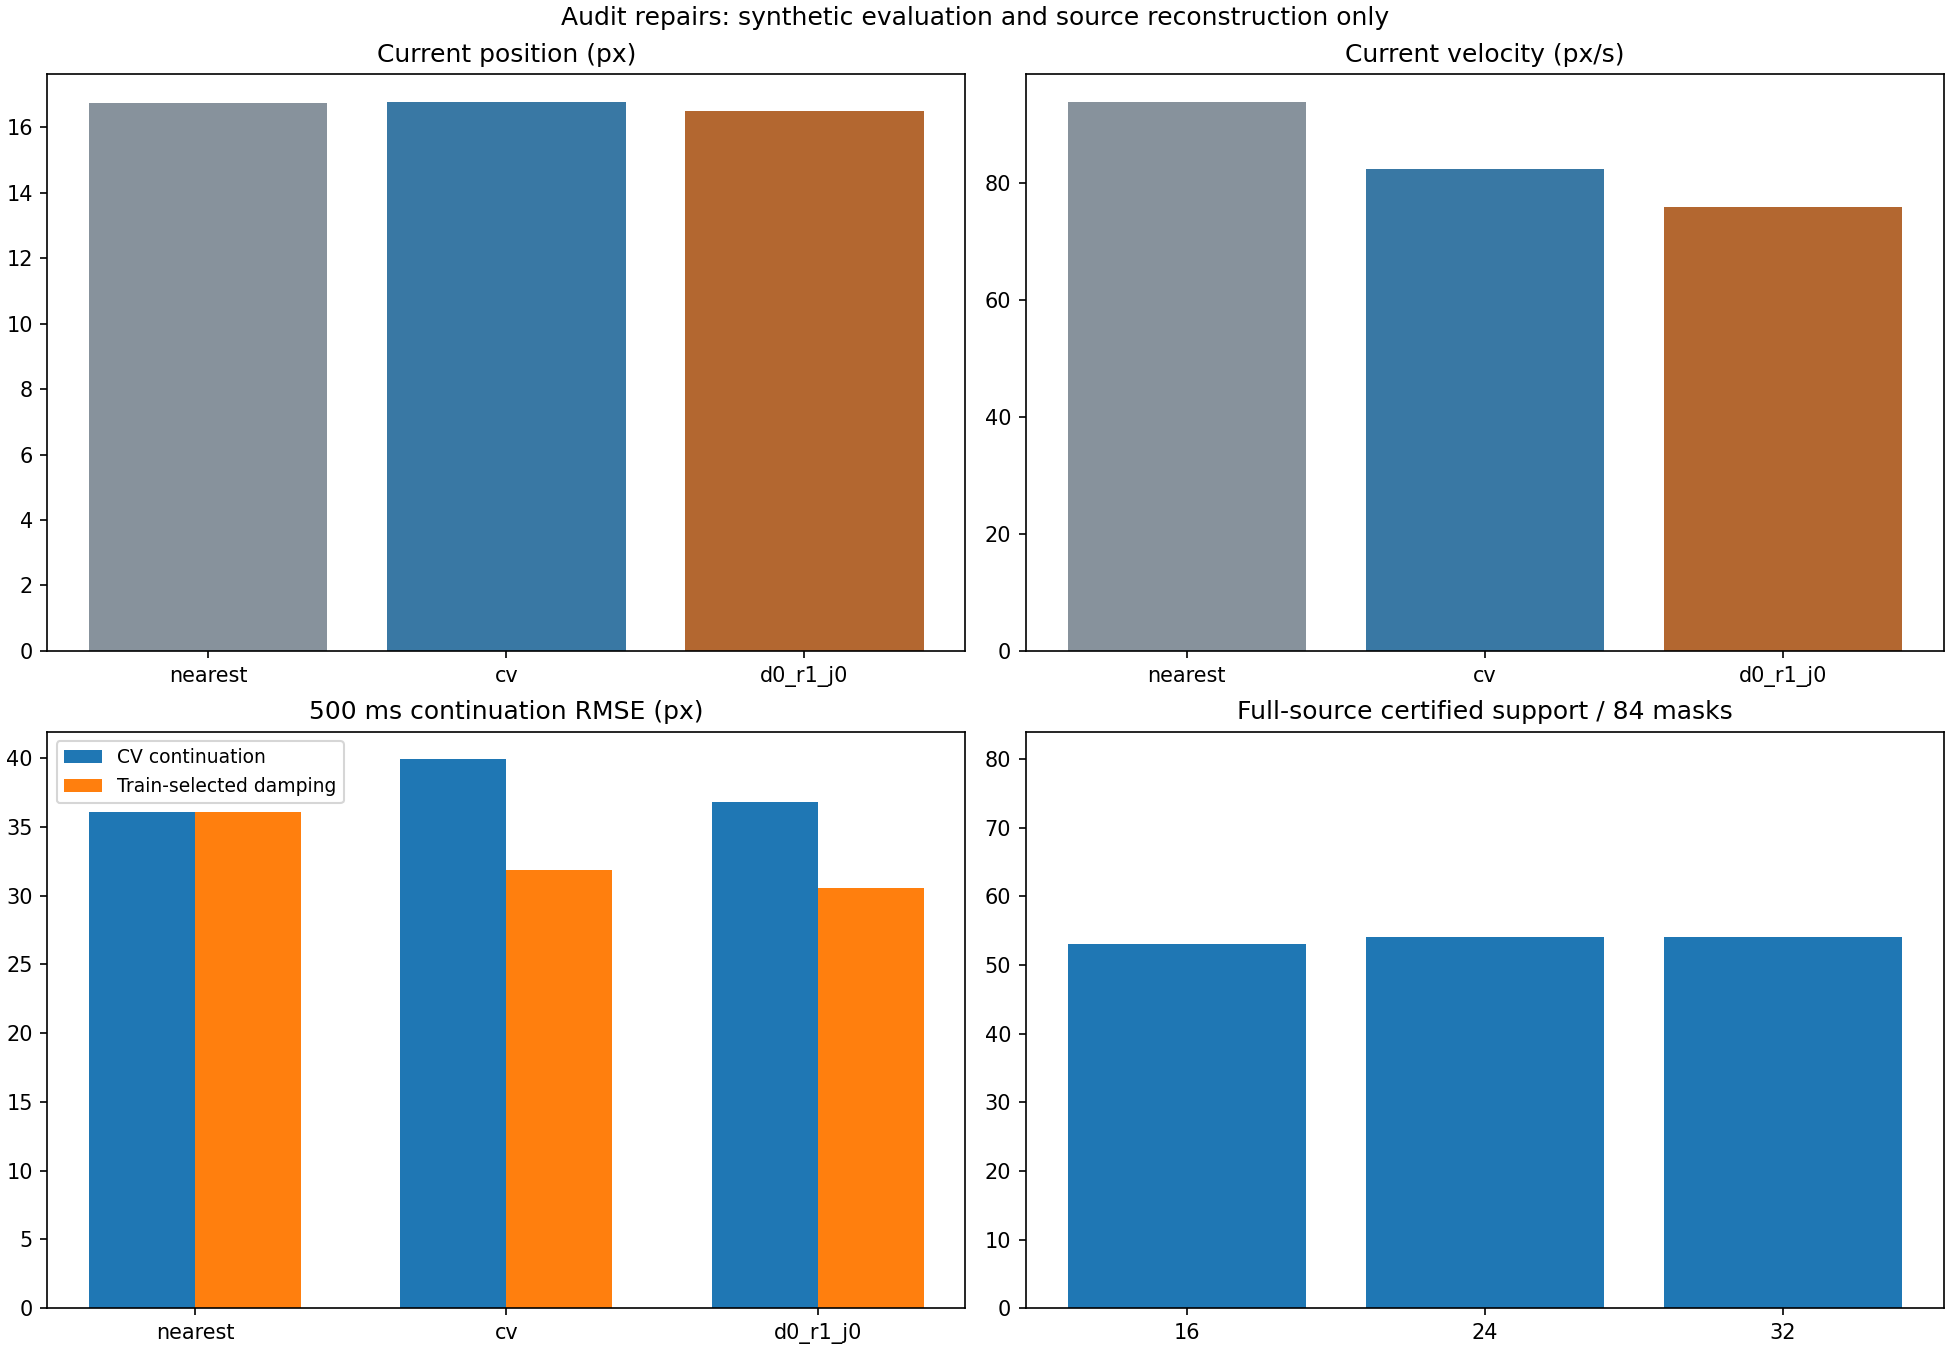 Audit repairs: synthetic evaluation and source reconstruction only
Current position (px)
16
14
12
10
8
6
4
2
0
nearest
cv
d0_r1_j0
Current velocity (px/s)
80
60
40
20
0
nearest
cv
d0_r1_j0
500 ms continuation RMSE (px)
CV continuation
Train-selected damping
40
35
30
25
20
15
10
5
0
nearest
cv
d0_r1_j0
Full-source certified support / 84 masks
80
70
60
50
40
30
20
10
0
16
24
32